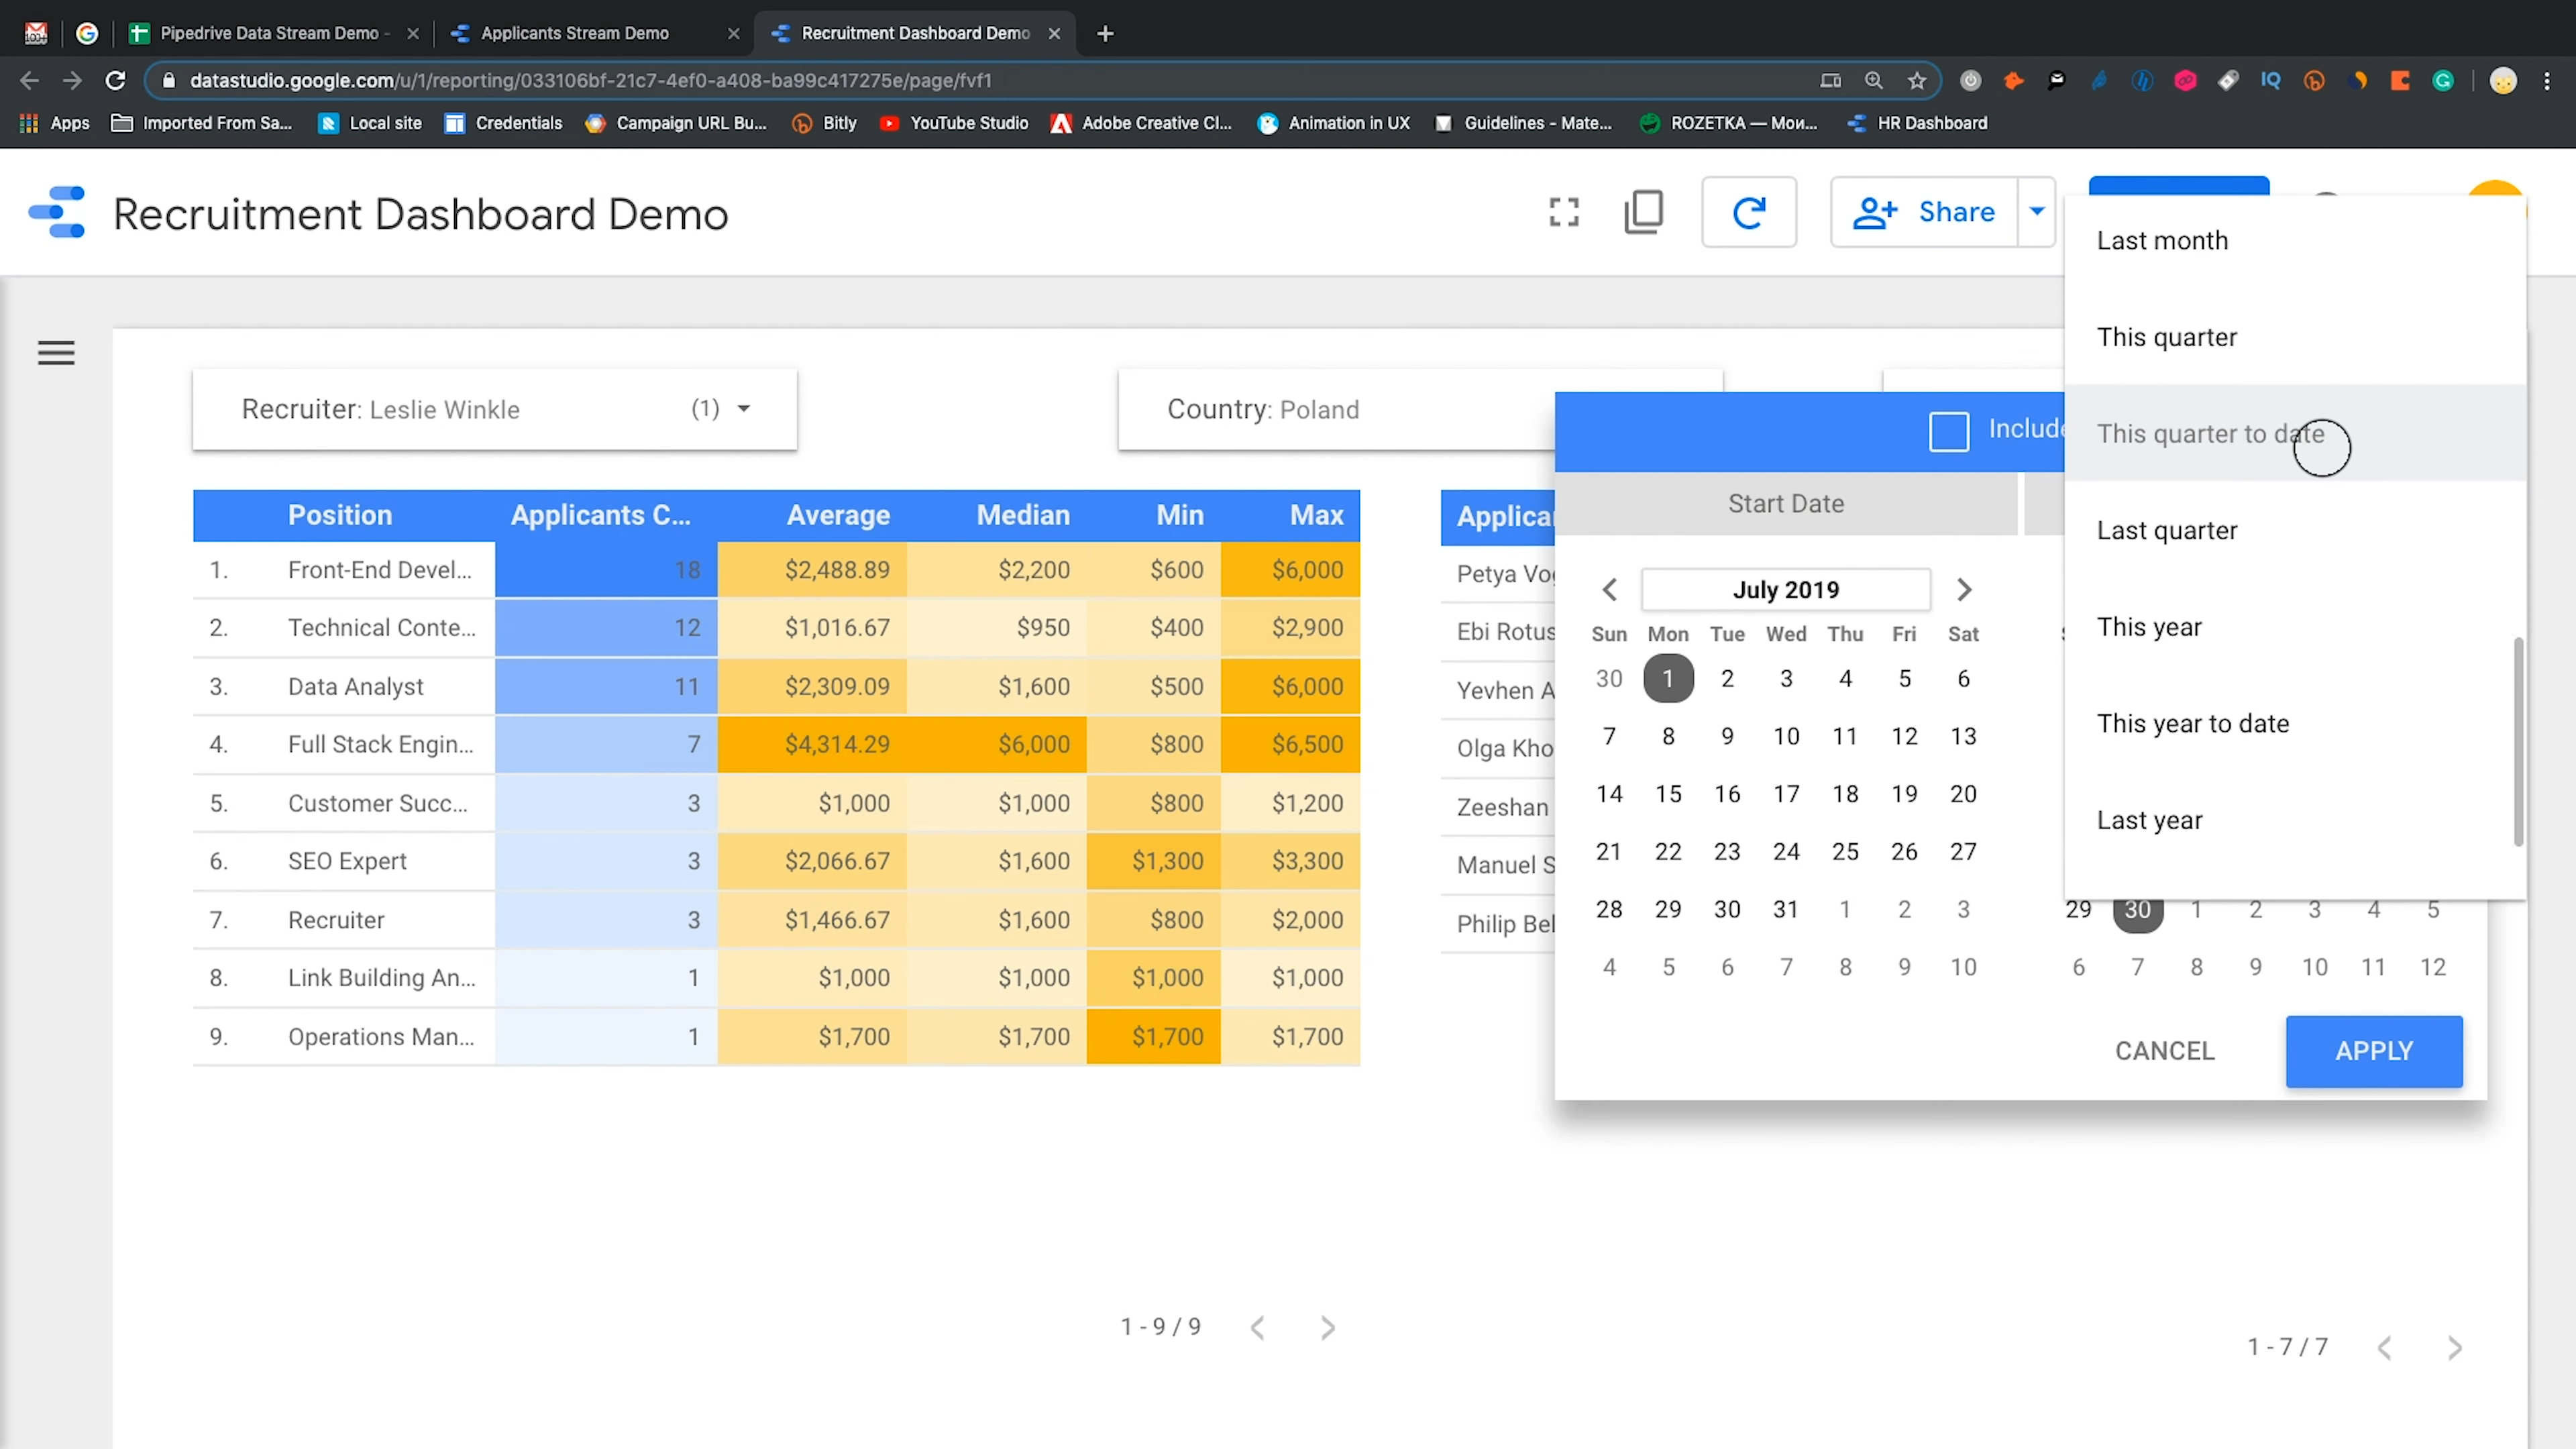 Pipedrive Data Stream Demo -
Applicants Stream Demo
Recruitment Dashboard Demo
datastudio.google.com/u/1/reporting/033106bf-21c7-4ef0-a408-ba99c417275e/page/fvf1
Apps
Imported From Sa...
Local site
Credentials
Campaign URL Bu...
Bitly
YouTube Studio
Adobe Creative Cl...
Animation in UX
Guidelines - Mate...
ROZETKA — Мои...
HR Dashboard
Recruitment Dashboard Demo
Share
Recruiter: Leslie Winkle (1)
Country: Poland
Position Applicants C... Average Median Min Max
1. Front-End Devel... 18 $2,488.89 $2,200 $600 $6,000
2. Technical Conte... 12 $1,016.67 $950 $400 $2,900
3. Data Analyst 11 $2,309.09 $1,600 $500 $6,000
4. Full Stack Engin... 7 $4,314.29 $6,000 $800 $6,500
5. Customer Succ... 3 $1,000 $1,000 $800 $1,200
6. SEO Expert 3 $2,066.67 $1,600 $1,300 $3,300
7. Recruiter 3 $1,466.67 $1,600 $800 $2,000
8. Link Building An... 1 $1,000 $1,000 $1,000 $1,000
9. Operations Man... 1 $1,700 $1,700 $1,700 $1,700
1 - 9 / 9
Petya
Ebi Rotus
Yevhen A
Olga Kho
Zeeshan
Manuel S
Philip Bel
1 - 7 / 7
Include
Start Date
July 2019
Sun Mon Tue Wed Thu Fri Sat
30 1 2 3 4 5 6
7 8 9 10 11 12 13
14 15 16 17 18 19 20
21 22 23 24 25 26 27
28 29 30 31 1 2 3
4 5 6 7 8 9 10
29 30 1 2 3 4 5
6 7 8 9 10 11 12
CANCEL
APPLY
Last month
This quarter
This quarter to date
Last quarter
This year
This year to date
Last year